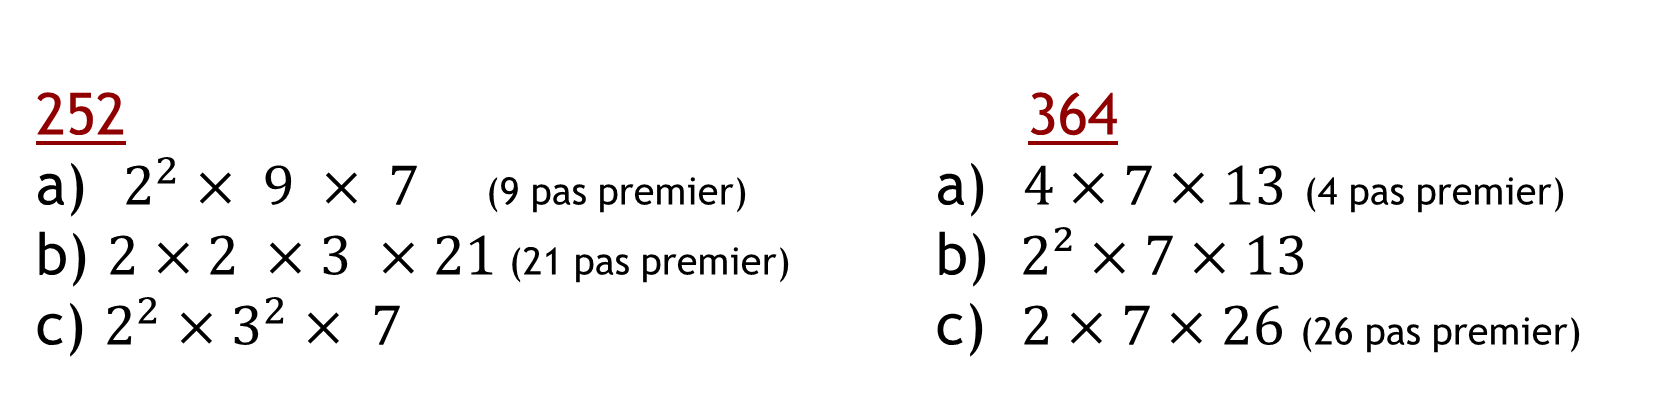 252
a) 2² × 9 × 7 (9 pas premier)
b) 2 × 2 × 3 × 21 (21 pas premier)
c) 2² × 3² × 7
364
a) 4 × 7 × 13 (4 pas premier)
b) 2² × 7 × 13
c) 2 × 7 × 26 (26 pas premier)